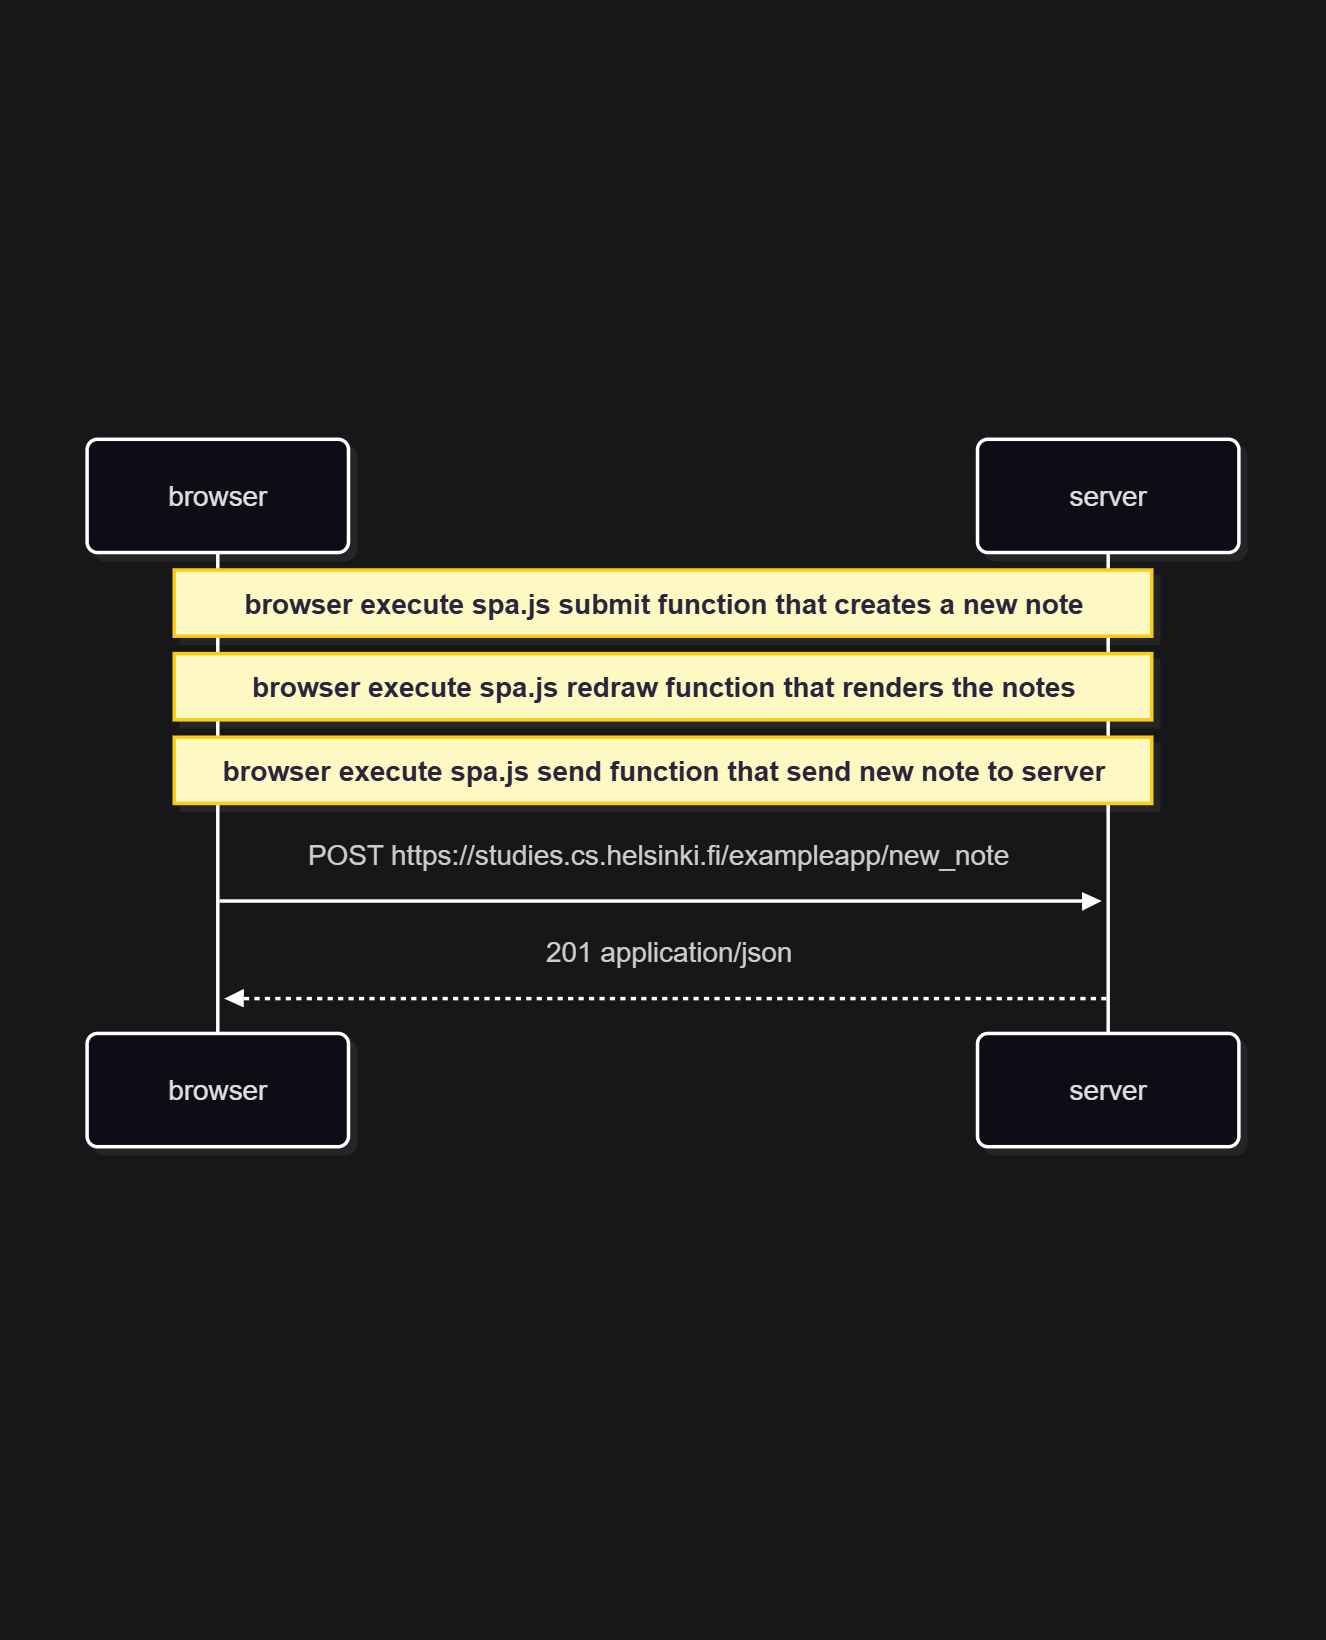 browser
server
browser execute spa.js submit function that creates a new note
browser execute spa.js redraw function that renders the notes
browser execute spa.js send function that send new note to server
POST https://studies.cs.helsinki.fi/exampleapp/new_note
201 application/json
browser
server